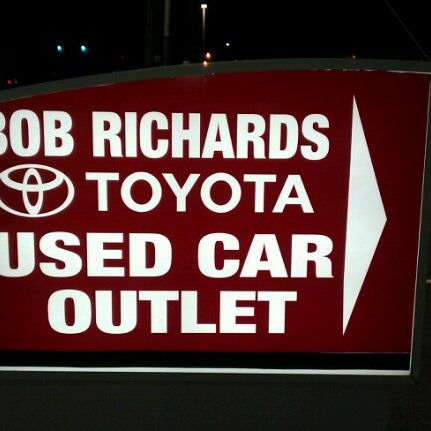 BOB RICHARDS
TOYOTA
USED CAR
OUTLET